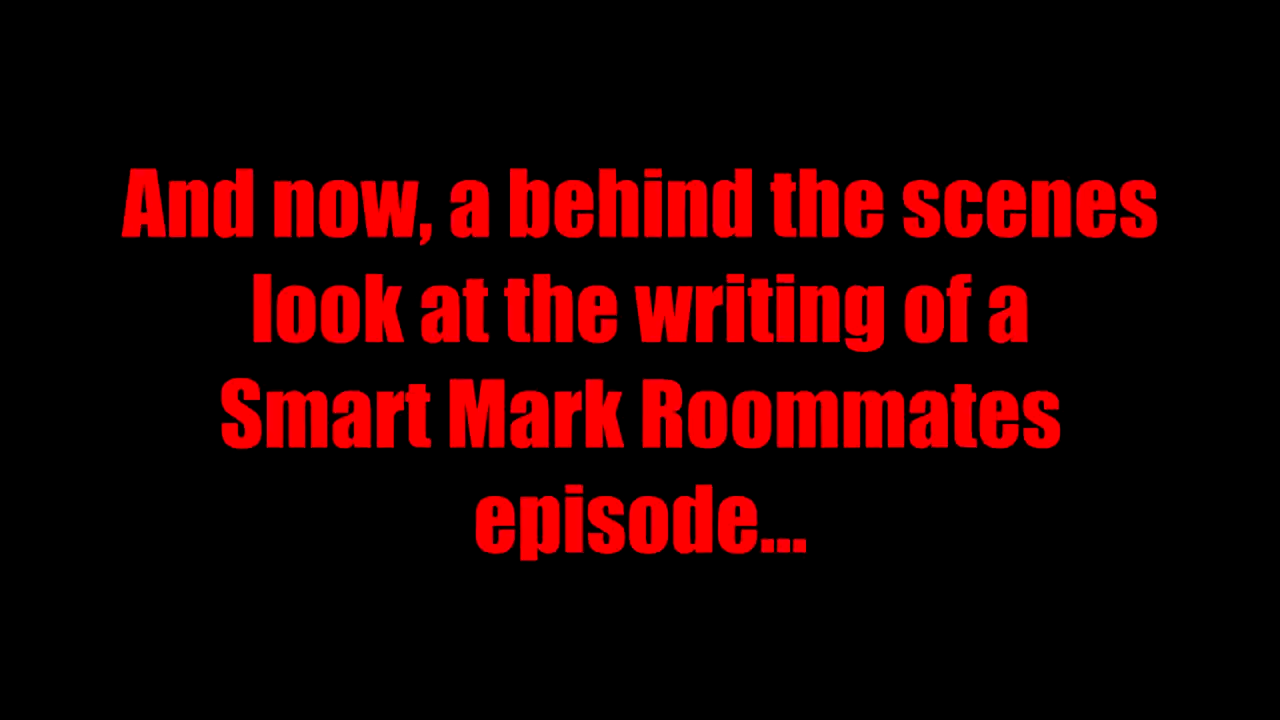 And now, a behind the scenes
look at the writing of a
Smart Mark Roommates
episode...